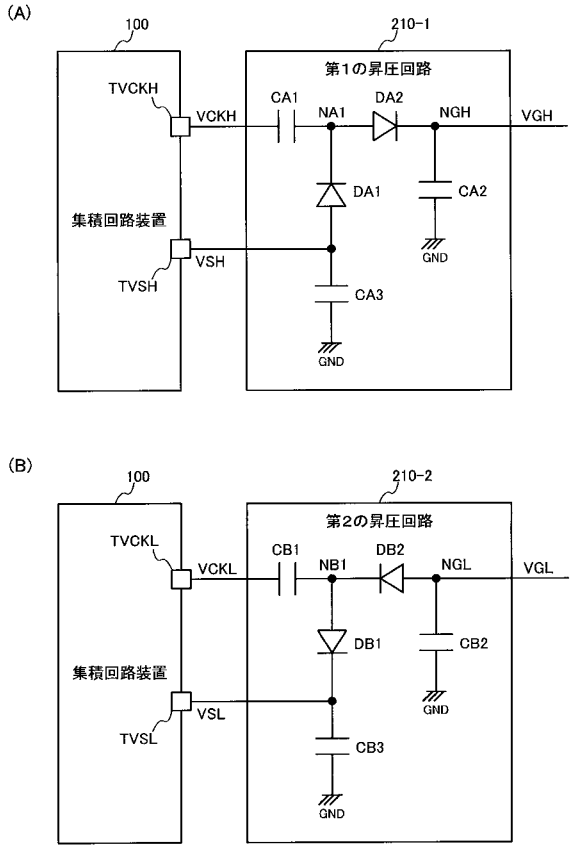 (A)
100
210-1
第1の昇圧回路
TVCKH
VCKH
CA1
NA1
DA2
NGH
VGH
DA1
CA2
集積回路装置
GND
VSH
TVSH
CA3
GND
(B)
100
210-2
第2の昇圧回路
TVCKL
VCKL
CB1
NB1
DB2
NGL
VGL
DB1
CB2
集積回路装置
GND
VSL
TVSL
CB3
GND